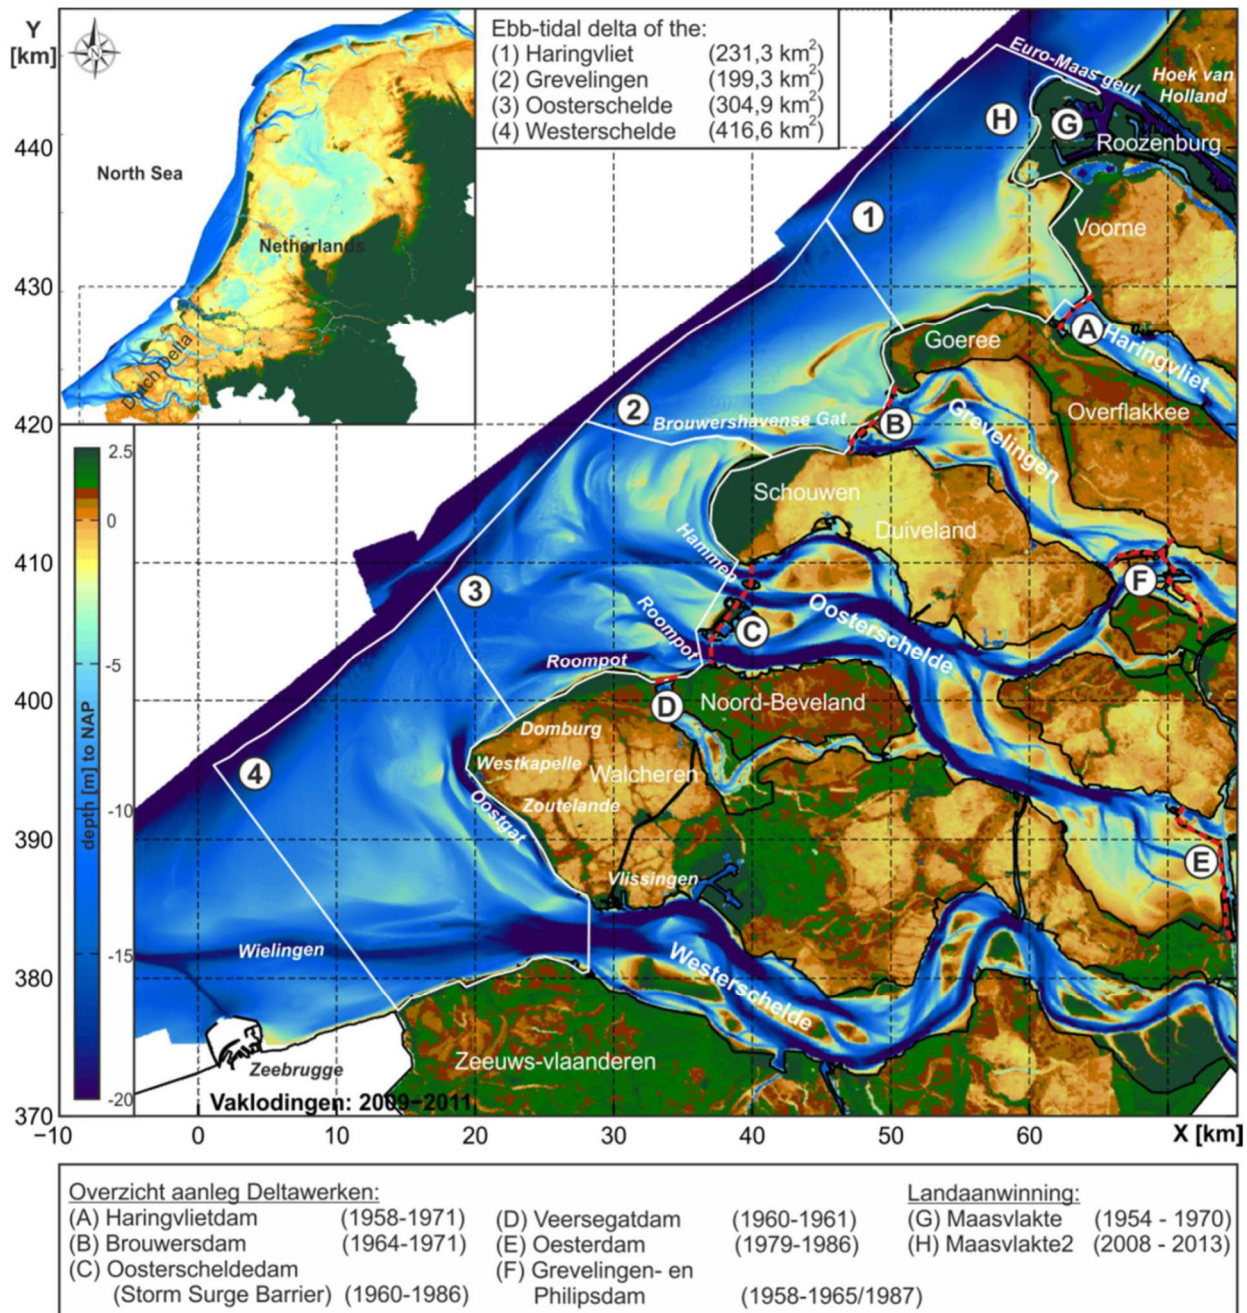 Y
[km]
N
North Sea
Netherlands
Dutch Delta
Ebb-tidal delta of the:
(1) Haringvliet (231,3 km²)
(2) Grevelingen (199,3 km²)
(3) Oosterschelde (304,9 km²)
(4) Westerschelde (416,6 km²)
Euro-Maas geul
Hoek van
Holland
H
G
Roozenburg
440
1
Voorne
430
A
Haringvliet
Goeree
2
Brouwershavense Gat
B
Grevelingen
Overflakkee
420
2.5
0
-5
-10
-15
-20
depth [m] to NAP
Schouwen
Duiveland
Hammen
410
F
3
Roompot
C
Oosterschelde
Roompot
400
D
Noord-Beveland
Domburg
Westkapelle
Walcheren
4
Oostgat
Zoutelande
390
E
Vlissingen
Wielingen
380
Westerschelde
Zeeuws-vlaanderen
Zeebrugge
Vaklodingen: 2009-2011
370
-10 0 10 20 30 40 50 60 X [km]
Overzicht aanleg Deltawerken:
(A) Haringvlietdam (1958-1971)
(B) Brouwersdam (1964-1971)
(C) Oosterscheldedam
(Storm Surge Barrier) (1960-1986)
(D) Veersegatdam (1960-1961)
(E) Oesterdam (1979-1986)
(F) Grevelingen- en
Philipsdam (1958-1965/1987)
Landaanwinning:
(G) Maasvlakte (1954 - 1970)
(H) Maasvlakte2 (2008 - 2013)